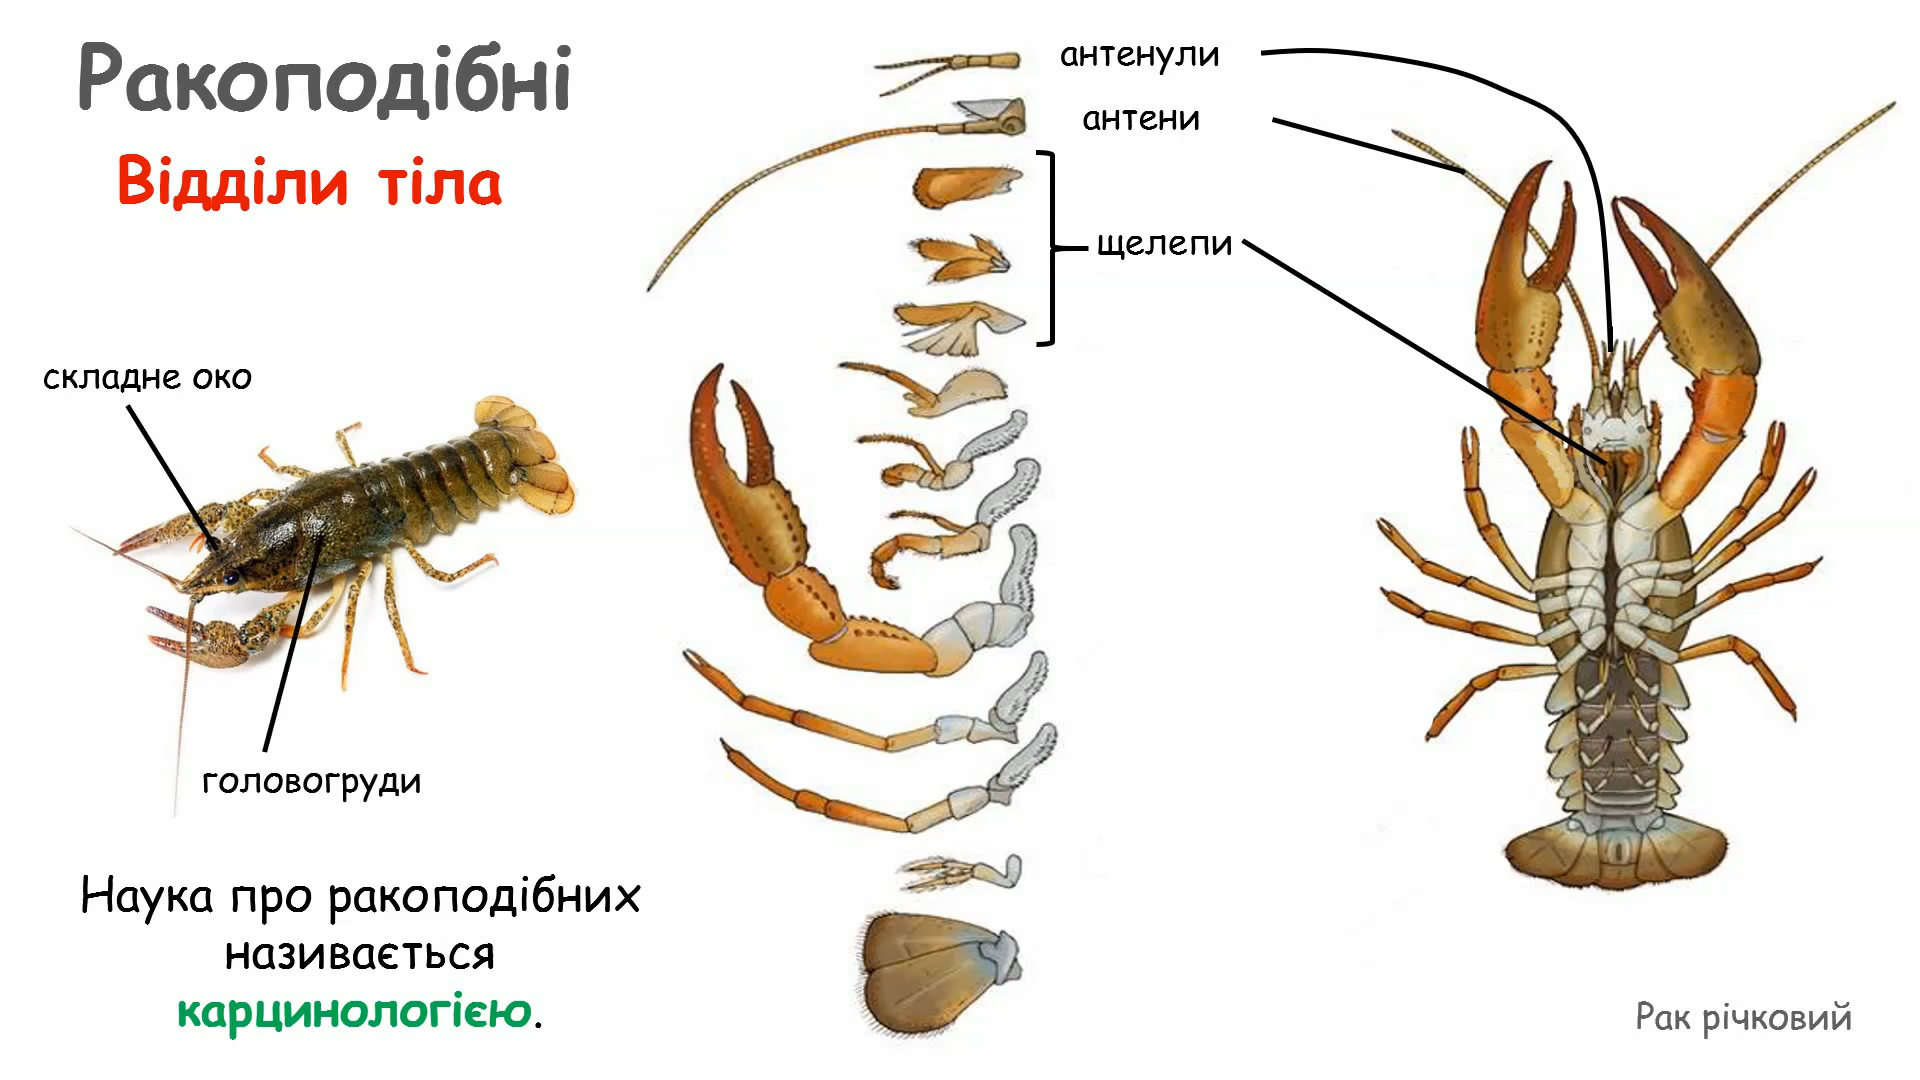 Ракоподібні
Відділи тіла
антенули
антени
щелепи
складне око
головогруди
Наука про ракоподібних
називається
карцинологією.
Рак річковий